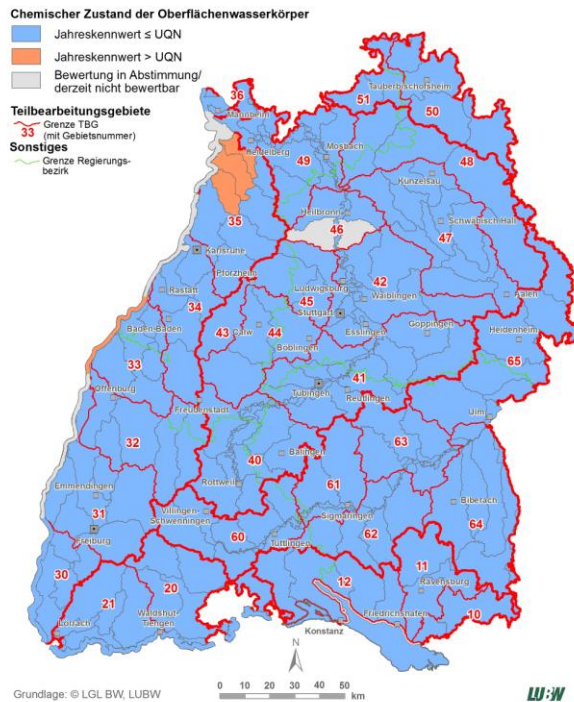 Chemischer Zustand der Oberflächenwasserkörper
Jahreskennwert ≤ UQN
Jahreskennwert > UQN
Bewertung in Abstimmung/
derzeit nicht bewertbar
Teilbearbeitungsgebiete
Grenze TBG
33 (mit Gebietsnummer)
Sonstiges
Grenze Regierungs-
bezirk
36
Mannheim
Heidelberg
51
Tauberbischofsheim
50
49
Mosbach
48
Künzelsau
Heilbronn
46
Schwäbisch Hall
47
35
Karlsruhe
Pforzheim
Ludwigsburg
42
45
Waiblingen
Stuttgart
Aalen
Rastatt
34
Baden-Baden
43
Calw
44
Esslingen
Göppingen
Heidenheim
Böblingen
65
33
Offenburg
41
Tübingen
Reutlingen
Freudenstadt
Ulm
32
40
Balingen
63
Rottweil
61
Biberach
Emmendingen
31
Villingen-
Schwenningen
Sigmaringen
64
Freiburg
60
Tuttlingen
62
30
20
12
11
Ravensburg
21
Lörrach
Waldshut-
Tiengen
Friedrichshafen
10
Konstanz
N
0 10 20 30 40 50
km
Grundlage: © LGL BW, LUBW
LUBW